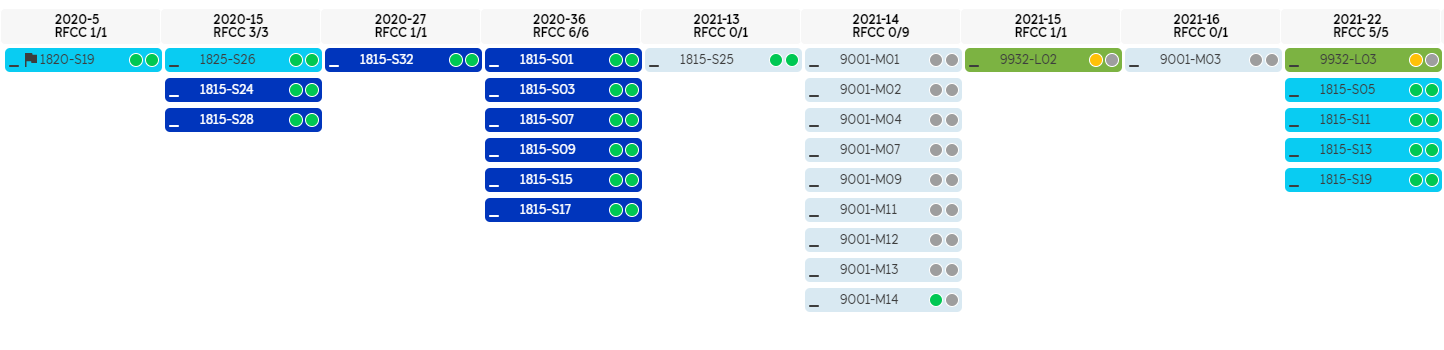 2020-5
RFCC 1/1
1820-S19
2020-15
RFCC 3/3
1825-S26
1815-S24
1815-S28
2020-27
RFCC 1/1
1815-S32
2020-36
RFCC 6/6
1815-S01
1815-S03
1815-S07
1815-S09
1815-S15
1815-S17
2021-13
RFCC 0/1
1815-S25
2021-14
RFCC 0/9
9001-M01
9001-M02
9001-M04
9001-M07
9001-M09
9001-M11
9001-M12
9001-M13
9001-M14
2021-15
RFCC 1/1
9932-L02
2021-16
RFCC 0/1
9001-M03
2021-22
RFCC 5/5
9932-L03
1815-S05
1815-S11
1815-S13
1815-S19